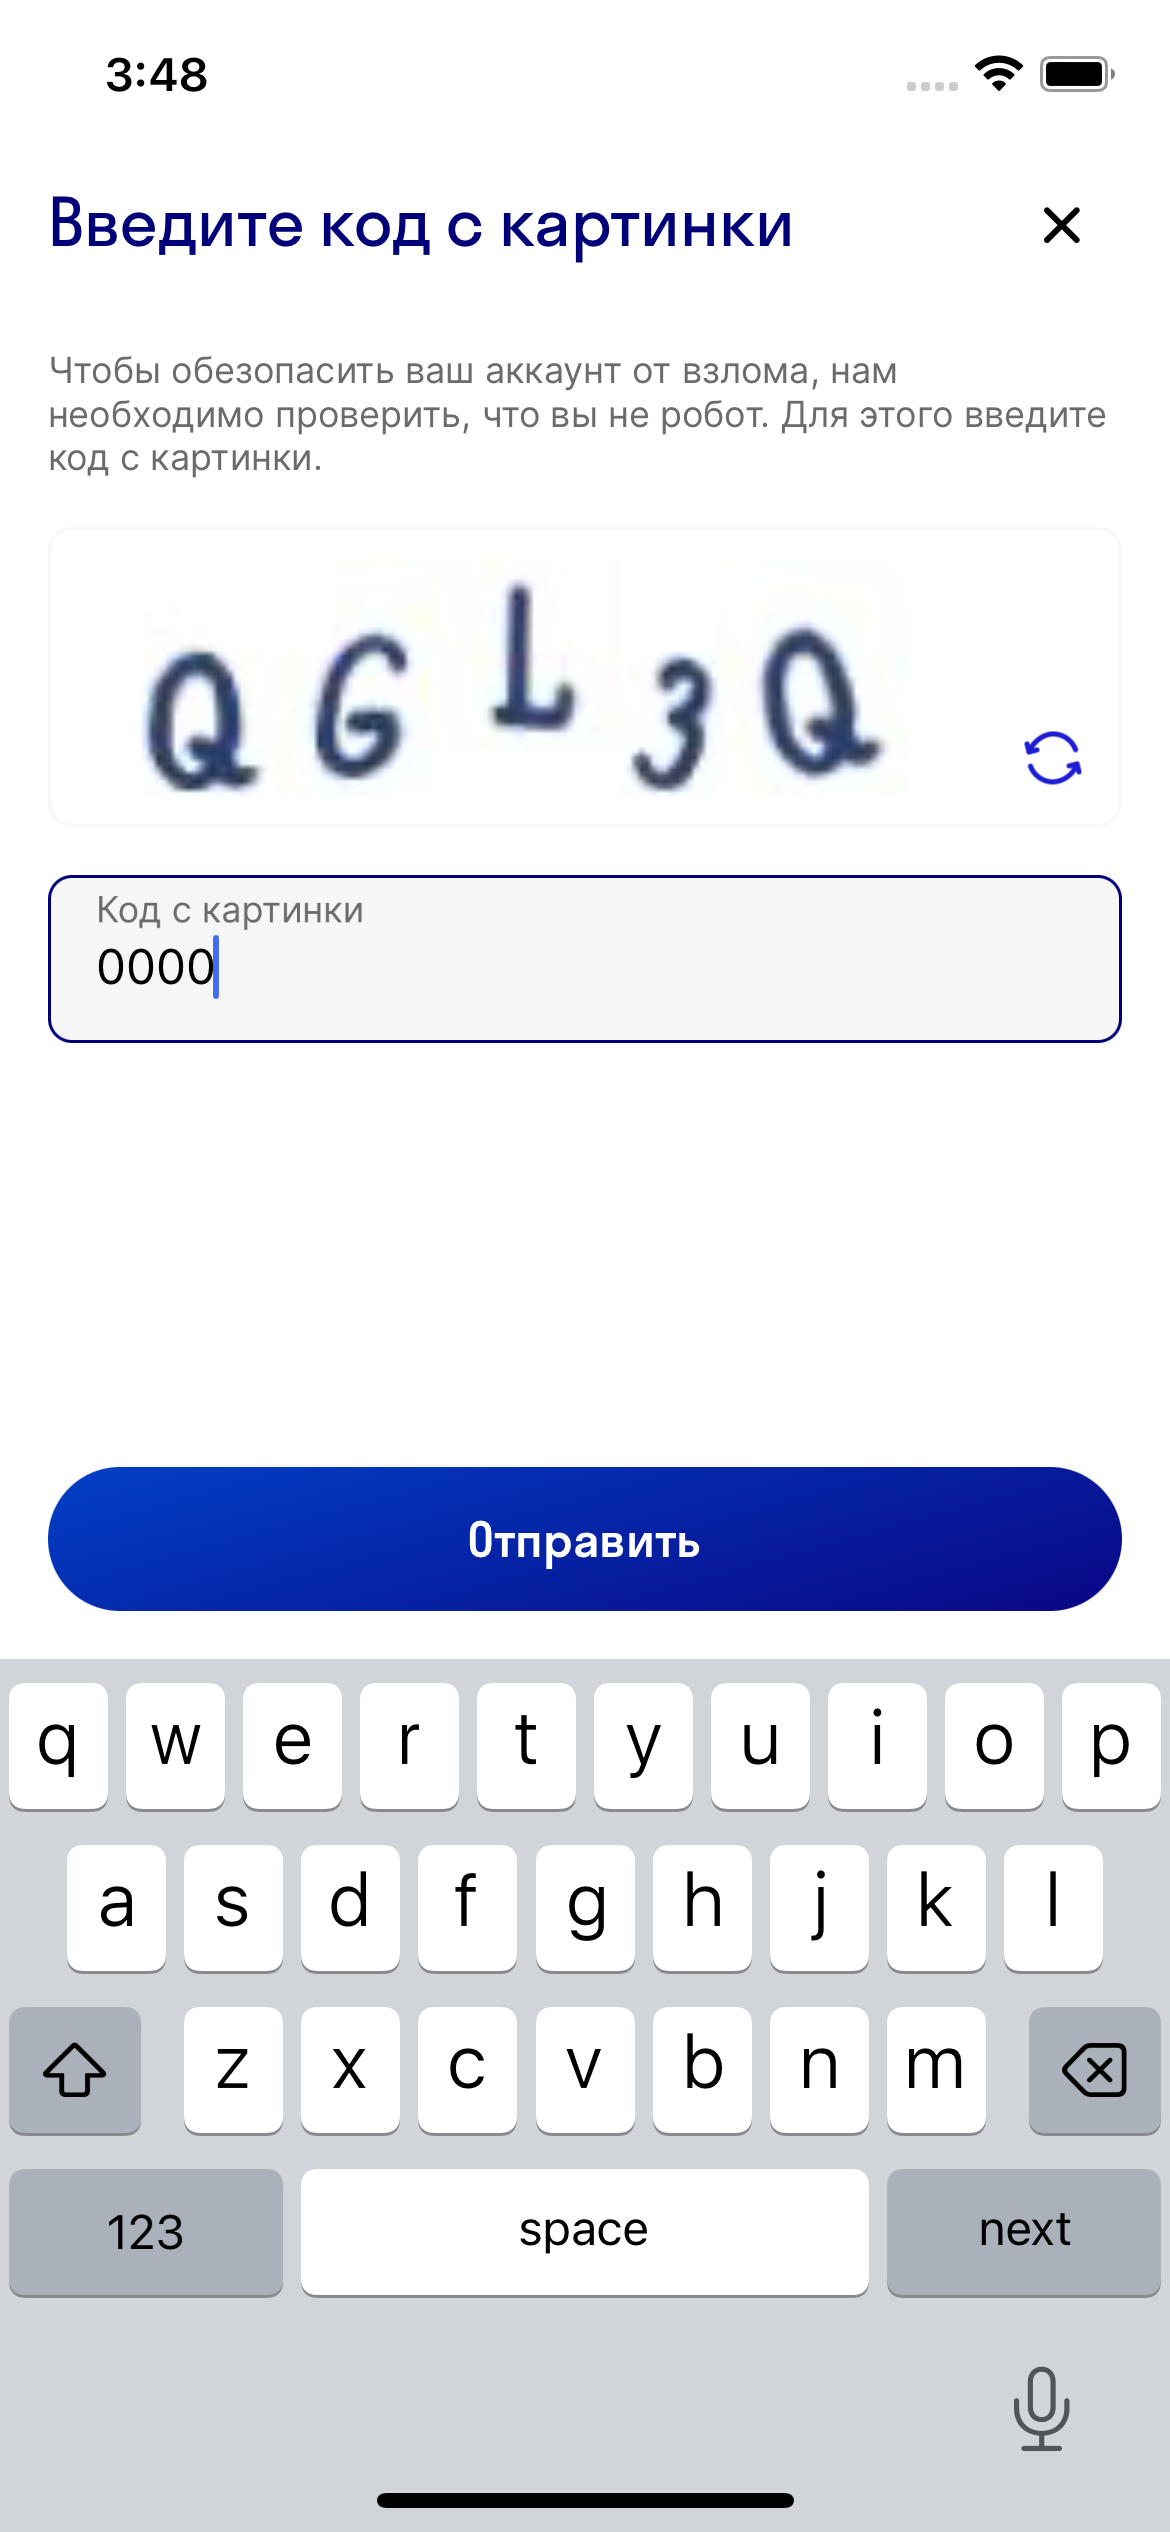 3:48
Введите код с картинки
Чтобы обезопасить ваш аккаунт от взлома, нам
необходимо проверить, что вы не робот. Для этого введите
код с картинки.
Q G L 3 Q
Код с картинки
0000
Отправить
q w e r t y u i o p
a s d f g h j k l
z x c v b n m
123 space next